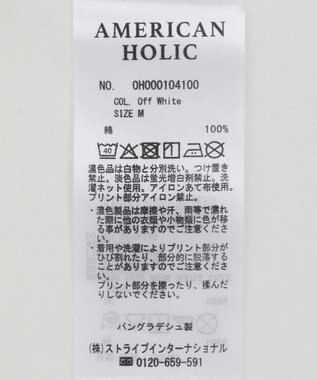 AMERICAN
HOLIC
NO. 0H000104100
COL. Off White
SIZE M
綿 100%
40
濃色品は白物と分別洗い。つけ置き
禁止。淡色品は蛍光増白剤禁止。洗
濯ネット使用。アイロンあて布使用。
プリント部分アイロン禁止。
・濃色製品は摩擦や汗、雨等で濡れ
た際に他の衣類や小物類に色が移
る事がありますのでご注意くださ
い。
・着用や洗濯によりプリント部分が
ひび割れたり、部分的に脱落する
ことがありますのでご注意くださ
い。
プリント部分を擦ったり、揉んだ
りしないでください。
バングラデシュ製
(株)ストライプインターナショナル
0120-659-591